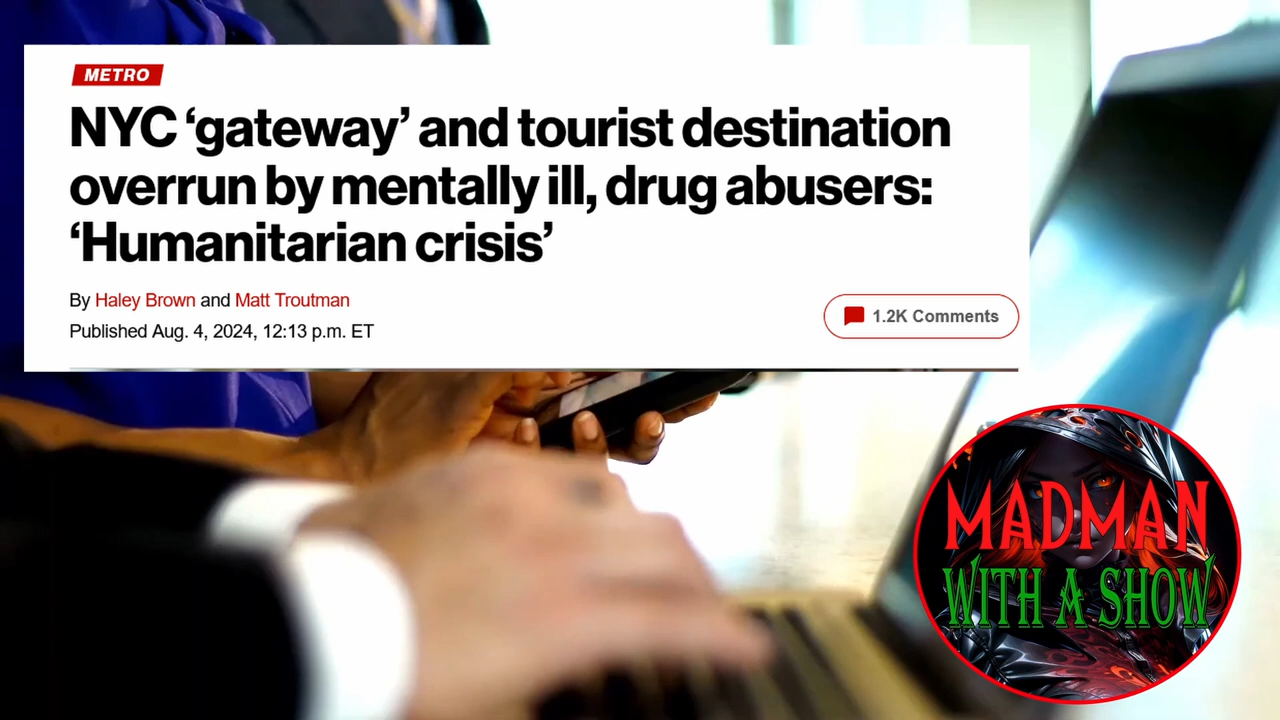 METRO
NYC ‘gateway’ and tourist destination
overrun by mentally ill, drug abusers:
‘Humanitarian crisis’
By Haley Brown and Matt Troutman
Published Aug. 4, 2024, 12:13 p.m. ET
1.2K Comments
MADMAN
WITH A SHOW